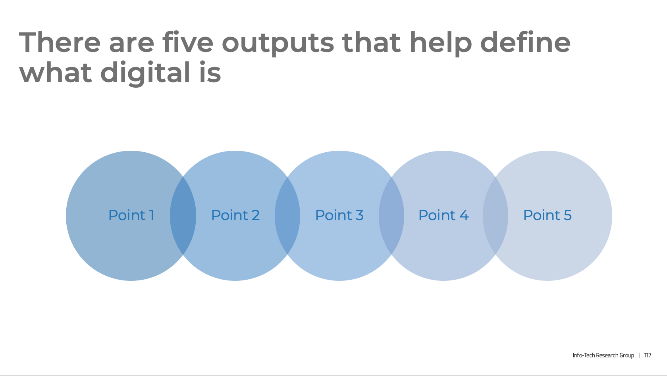 There are five outputs that help define
what digital is
Point 1
Point 2
Point 3
Point 4
Point 5
Info-Tech Research Group | 117